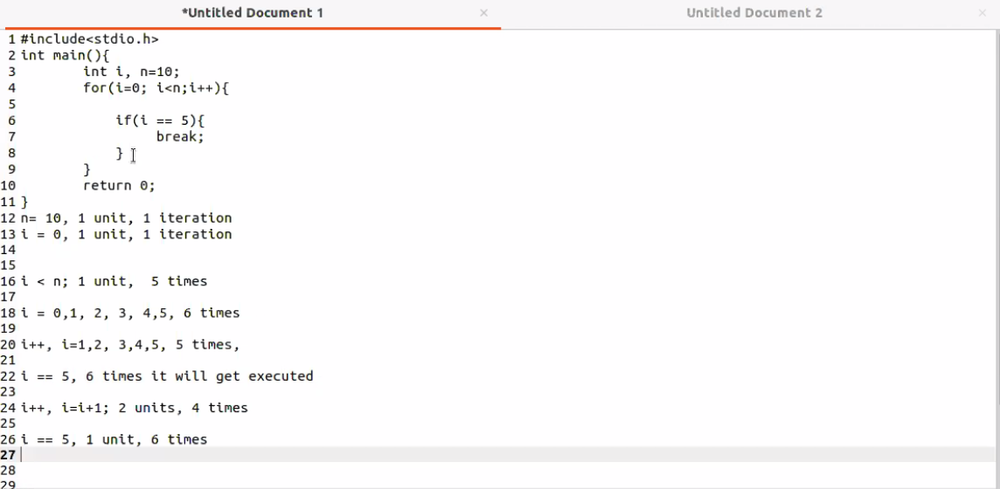 *Untitled Document 1 × Untitled Document 2 ×
1 #include<stdio.h>
2 int main(){
3 int i, n=10;
4 for(i=0; i<n;i++){
5
6 if(i == 5){
7 break;
8 }
9 }
10 return 0;
11 }
12 n= 10, 1 unit, 1 iteration
13 i = 0, 1 unit, 1 iteration
14
15
16 i < n; 1 unit, 5 times
17
18 i = 0,1, 2, 3, 4,5, 6 times
19
20 i++, i=1,2, 3,4,5, 5 times,
21
22 i == 5, 6 times it will get executed
23
24 i++, i=i+1; 2 units, 4 times
25
26 i == 5, 1 unit, 6 times
27
28
29